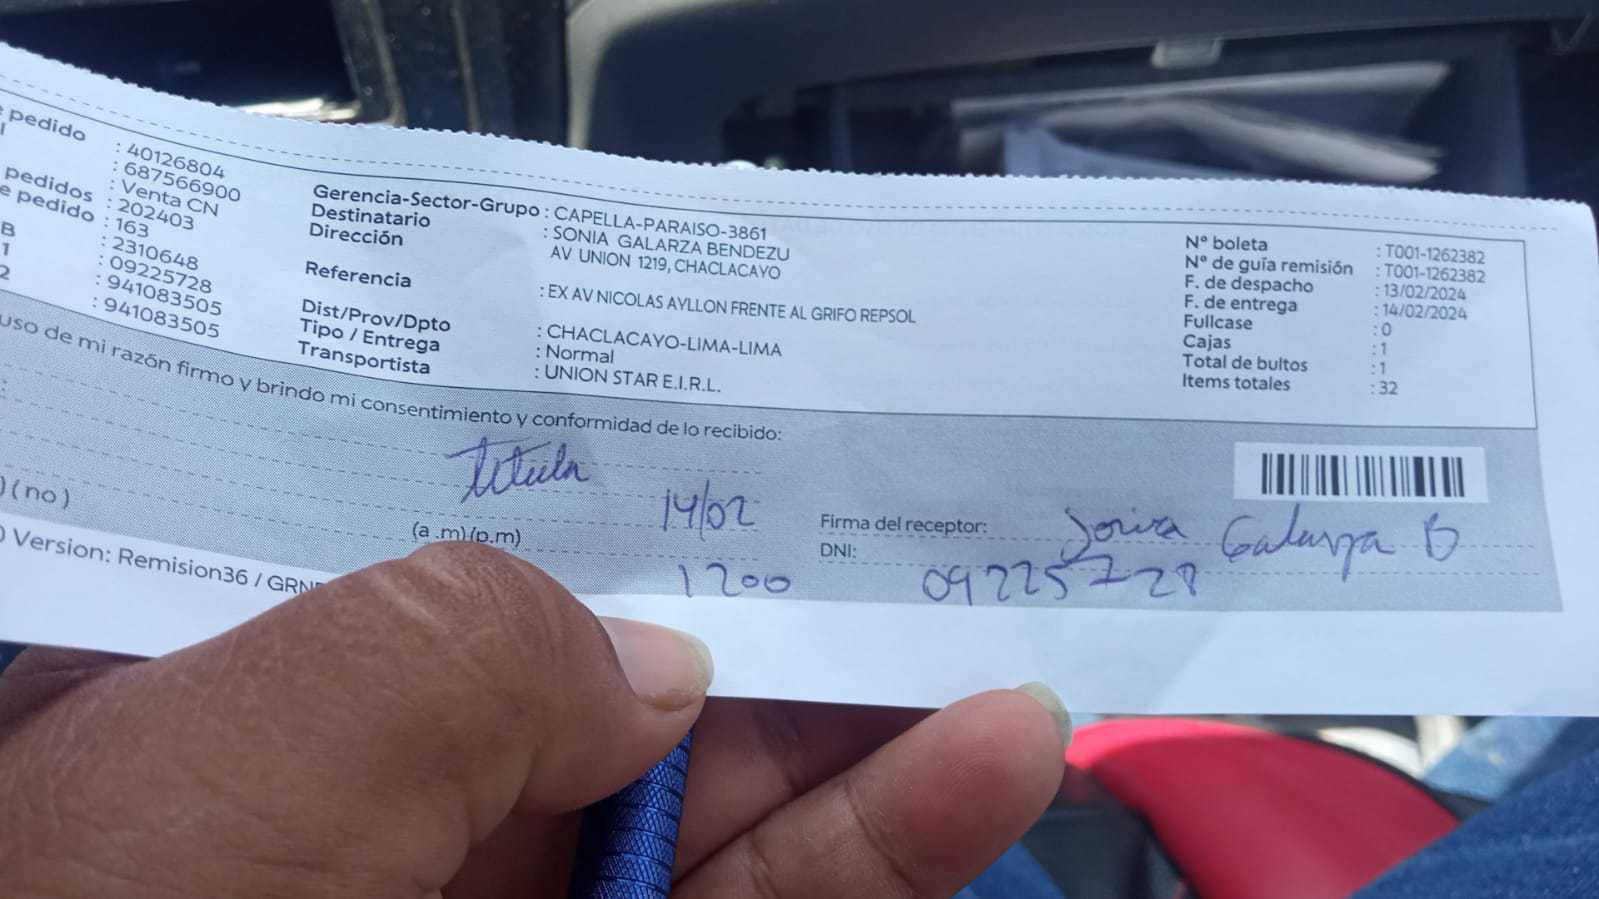 e pedido : 40126804
l : 687566900
: Venta CN
pedidos : 202403
e pedido : 163
: 2310648
B : 09225728
1 : 941083505
2 : 941083505
Gerencia-Sector-Grupo : CAPELLA-PARAISO-3861
Destinatario : SONIA GALARZA BENDEZU
Dirección AV UNION 1219, CHACLACAYO
Referencia : EX AV NICOLAS AYLLON FRENTE AL GRIFO REPSOL
Dist/Prov/Dpto : CHACLACAYO-LIMA-LIMA
Tipo / Entrega : Normal
Transportista : UNION STAR E.I.R.L.
N° boleta : T001-1262382
N° de guía remisión : T001-1262382
F. de despacho : 13/02/2024
F. de entrega : 14/02/2024
Fullcase : 0
Cajas : 1
Total de bultos : 1
Items totales : 32
uso de mi razón firmo y brindo mi consentimiento y conformidad de lo recibido:
titula
14/02
) ( no )
(a .m) (p.m)
1200
Firma del receptor: Sonia Galarza B
DNI: 09225728
) Version: Remision36 / GRN